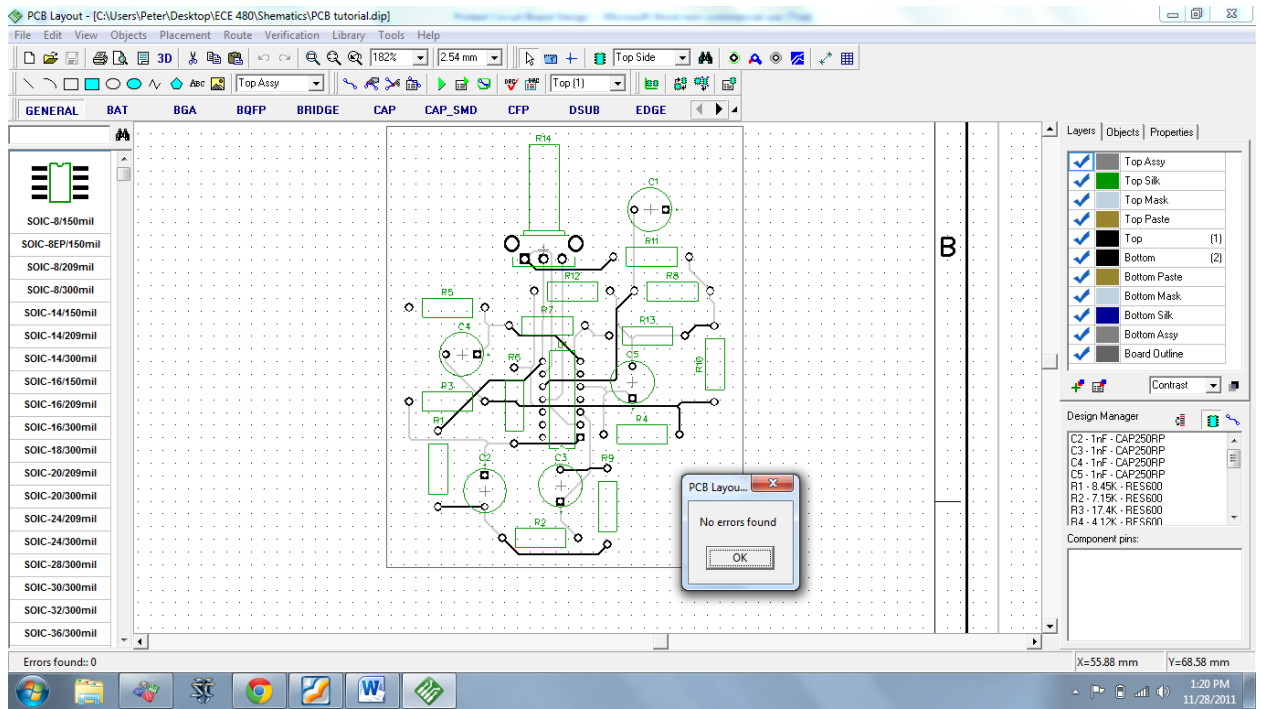 PCB Layout - [C:\Users\Peter\Desktop\ECE 480\Shematics\PCB tutorial.dip]
File Edit View Objects Placement Route Verification Library Tools Help
3D 182% 2.54 mm Top Side
ABC Top Assy Top (1)
GENERAL BAT BGA BQFP BRIDGE CAP CAP_SMD CFP DSUB EDGE
SOIC-8/150mil
SOIC-8EP/150mil
SOIC-8/209mil
SOIC-8/300mil
SOIC-14/150mil
SOIC-14/209mil
SOIC-14/300mil
SOIC-16/150mil
SOIC-16/209mil
SOIC-16/300mil
SOIC-18/300mil
SOIC-20/209mil
SOIC-20/300mil
SOIC-24/209mil
SOIC-24/300mil
SOIC-28/300mil
SOIC-30/300mil
SOIC-32/300mil
SOIC-36/300mil
R14
C1
R11
B
R12 R8
R5
R7
R13
C4
R6
C5
R10
R3
R1
R4
C2 C3 R9
R2
PCB Layou...
No errors found
OK
Layers Objects Properties
Top Assy
Top Silk
Top Mask
Top Paste
Top (1)
Bottom (2)
Bottom Paste
Bottom Mask
Bottom Silk
Bottom Assy
Board Outline
Contrast
Design Manager
C2 - 1nF - CAP250RP
C3 - 1nF - CAP250RP
C4 - 1nF - CAP250RP
C5 - 1nF - CAP250RP
R1 - 8.45K - RES600
R2 - 7.15K - RES600
R3 - 17.4K - RES600
R4 - 4.12K - RES600
Component pins:
Errors found:: 0
X=55.88 mm Y=68.58 mm
1:20 PM
11/28/2011